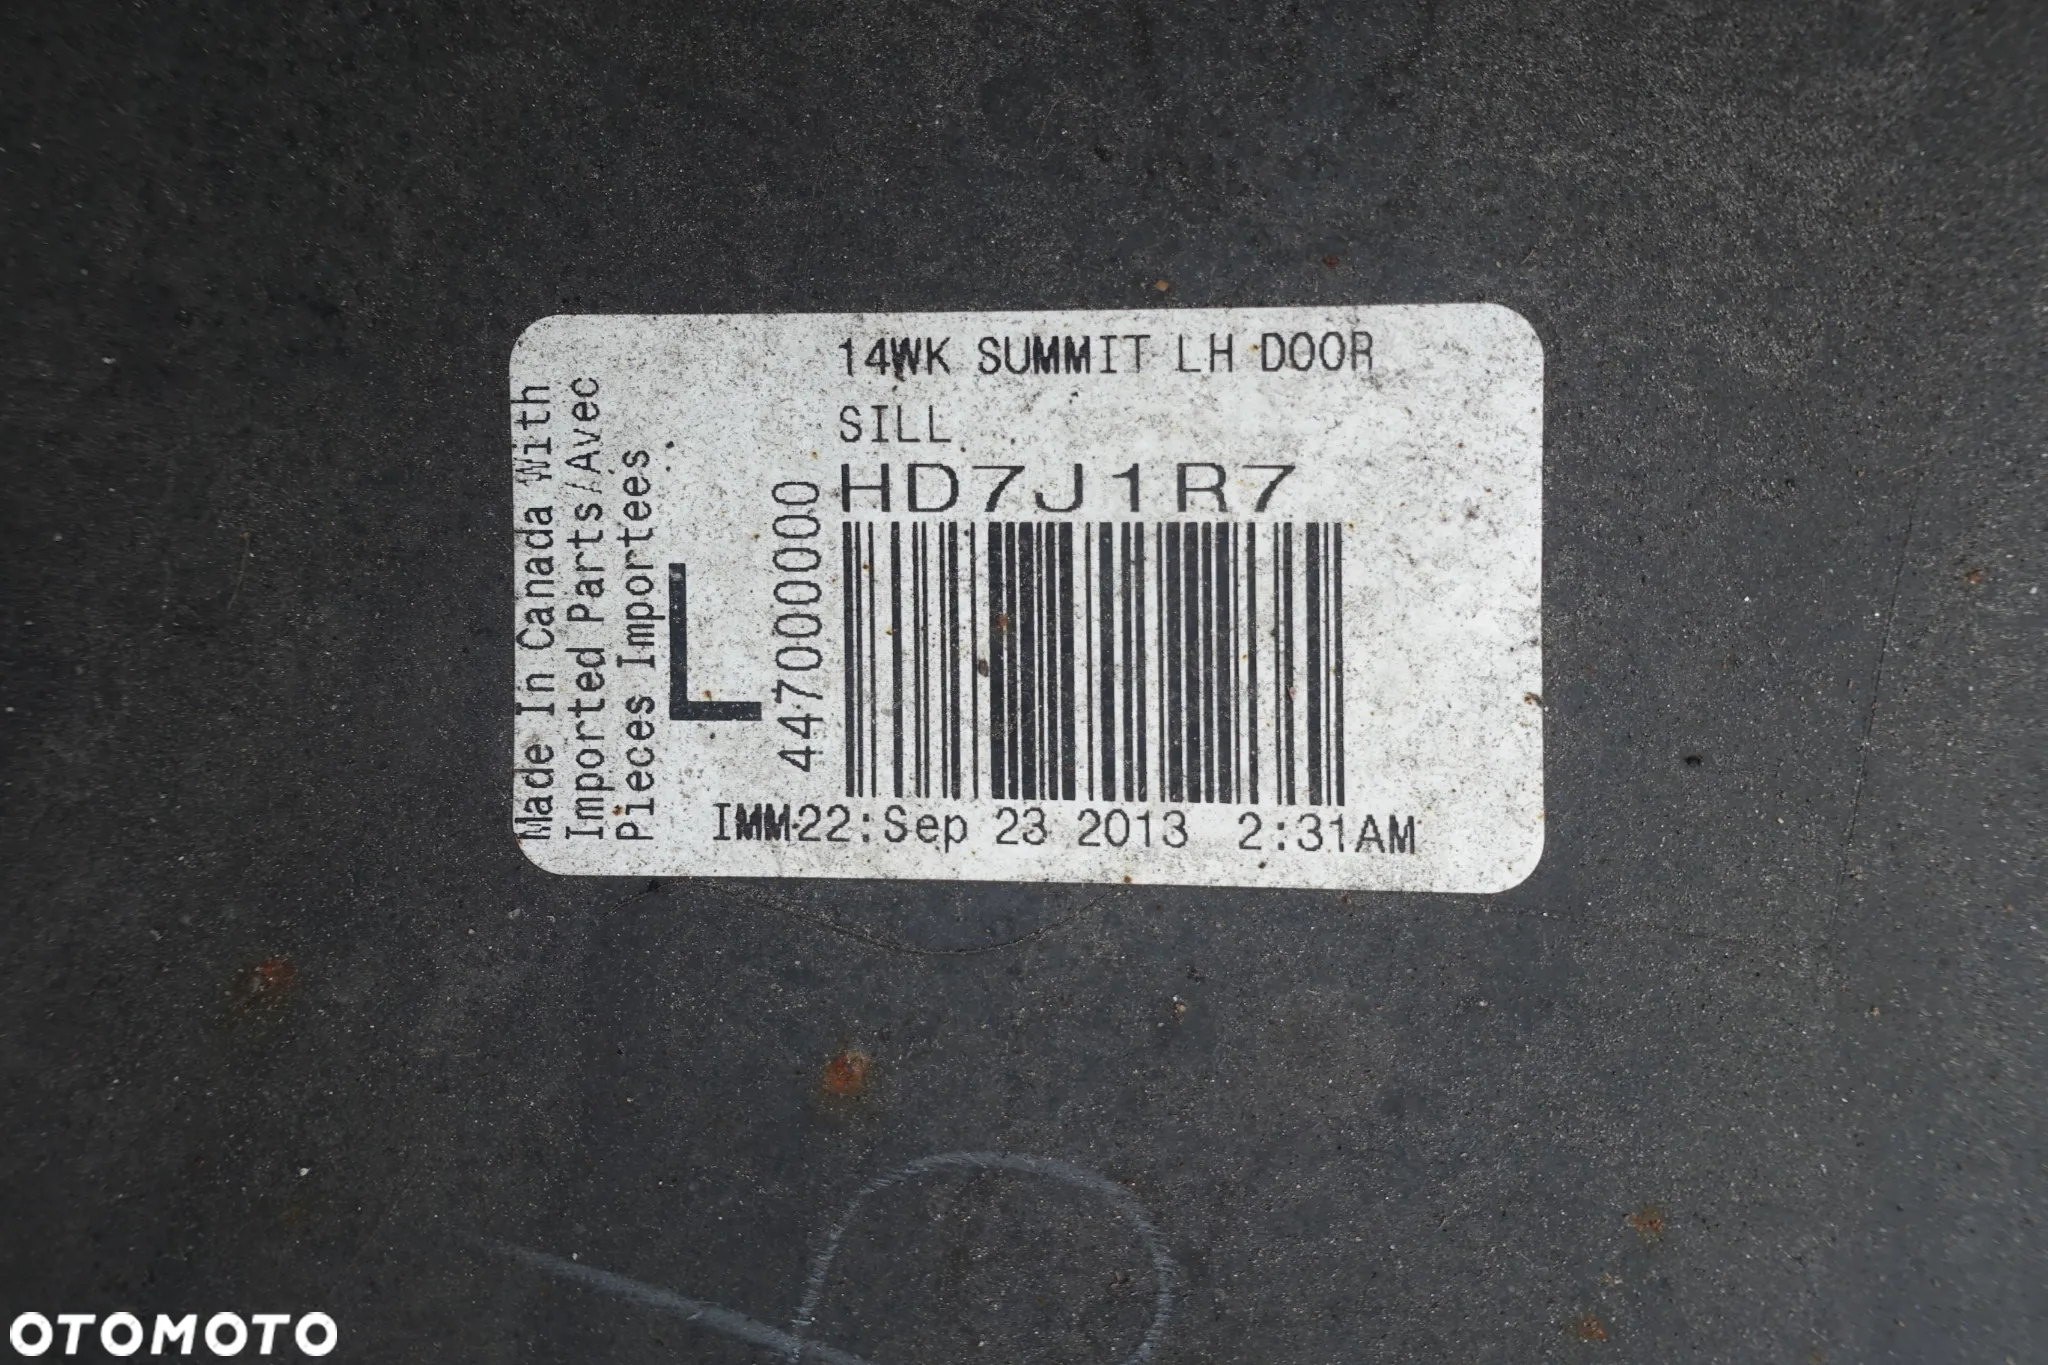 14WK SUMMIT LH DOOR
SILL
HD7J1R7
447000000
L
Made In Canada With
Imported Parts/Avec
Pieces Importees
IMM22:Sep 23 2013 2:31AM
OTOMOTO